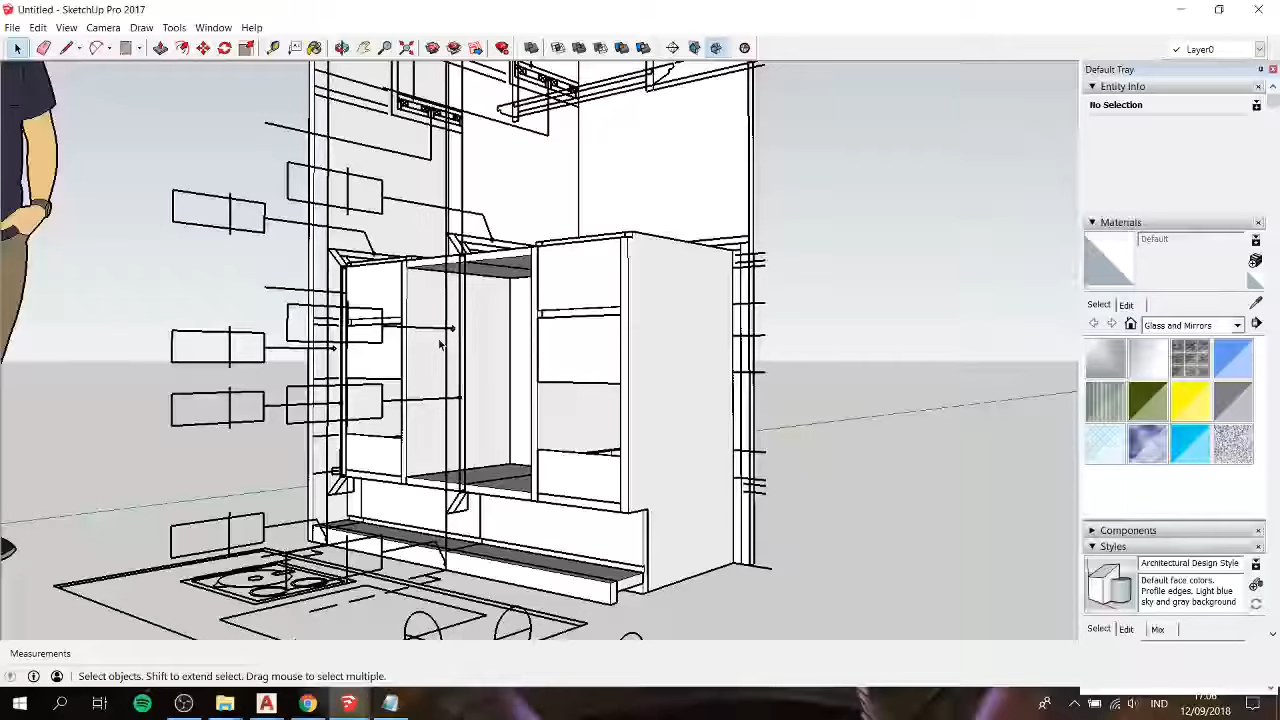 Untitled - SketchUp Pro 2017
File Edit View Camera Draw Tools Window Help
Layer0
Default Tray
Entity Info
No Selection
Materials
Default
Select Edit
Glass and Mirrors
Components
Styles
Architectural Design Style
Default face colors.
Profile edges. Light blue
sky and gray background
Select Edit Mix
Measurements
Select objects. Shift to extend select. Drag mouse to select multiple.
IND
17:06
12/09/2018